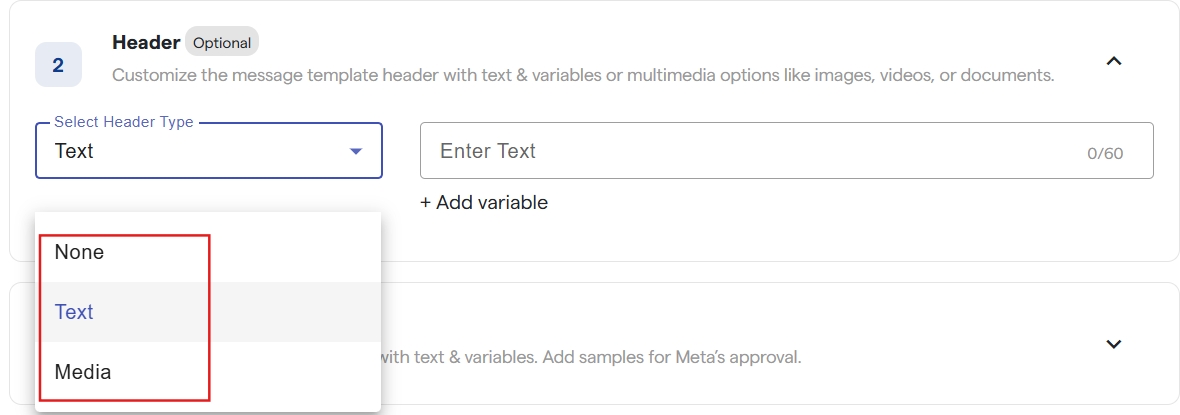 2
Header Optional
Customize the message template header with text & variables or multimedia options like images, videos, or documents.
Select Header Type
Text
Enter Text
0/60
+ Add variable
None
Text
Media
with text & variables. Add samples for Meta’s approval.